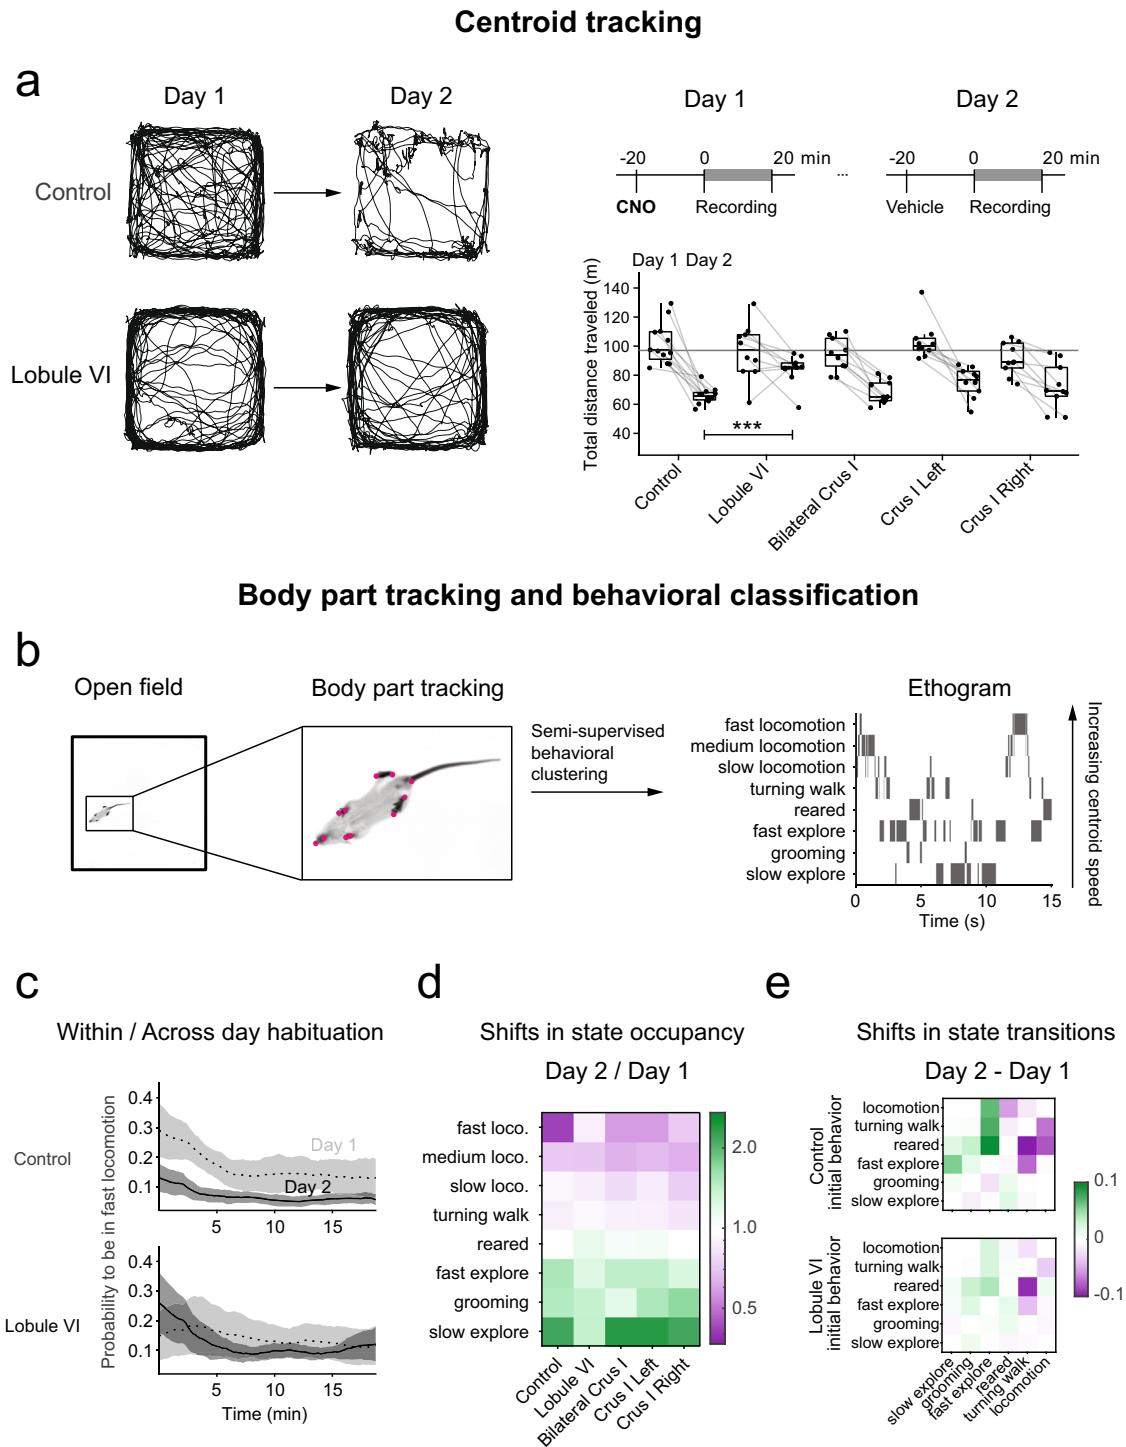 Centroid tracking
a
Day 1
Day 2
Control
Lobule VI
Day 1
Day 2
-20
0
20 min
...
-20
0
20 min
CNO
Recording
Vehicle
Recording
Day 1 Day 2
Total distance traveled (m)
140
120
100
80
60
40
***
Control
Lobule VI
Bilateral Crus I
Crus I Left
Crus I Right
Body part tracking and behavioral classification
b
Open field
Body part tracking
Semi-supervised
behavioral
clustering
Ethogram
fast locomotion
medium locomotion
slow locomotion
turning walk
reared
fast explore
grooming
slow explore
0
5
10
15
Time (s)
Increasing centroid speed
c
Within / Across day habituation
Probability to be in fast locomotion
Control
0.4
0.3
0.2
0.1
Day 1
Day 2
5
10
15
Lobule VI
0.4
0.3
0.2
0.1
5
10
15
Time (min)
d
Shifts in state occupancy
Day 2 / Day 1
fast loco.
medium loco.
slow loco.
turning walk
reared
fast explore
grooming
slow explore
Control
Lobule VI
Bilateral Crus I
Crus I Left
Crus I Right
2.0
1.0
0.5
e
Shifts in state transitions
Day 2 - Day 1
Control
initial behavior
locomotion
turning walk
reared
fast explore
grooming
slow explore
Lobule VI
initial behavior
locomotion
turning walk
reared
fast explore
grooming
slow explore
slow explore
grooming
fast explore
reared
turning walk
locomotion
0.1
0
-0.1